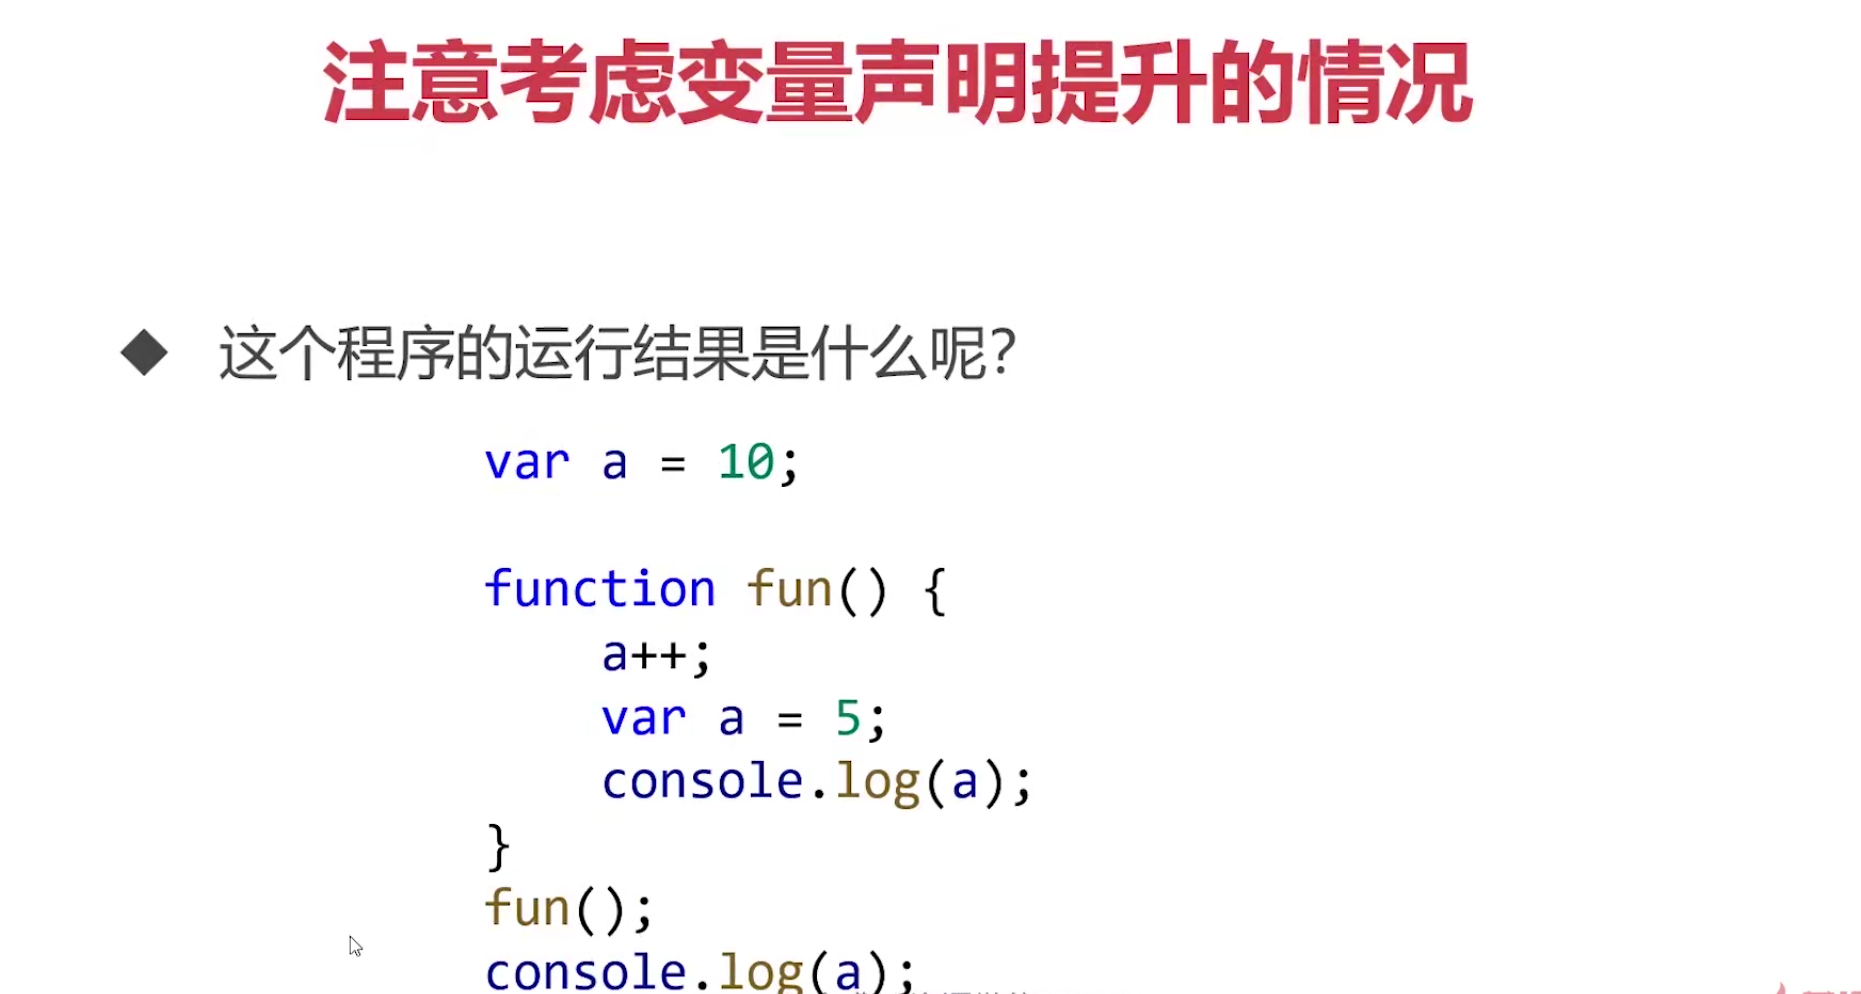 注意考虑变量声明提升的情况
这个程序的运行结果是什么呢?
var a = 10;
function fun() {
a++;
var a = 5;
console.log(a);
}
fun();
console.log(a);